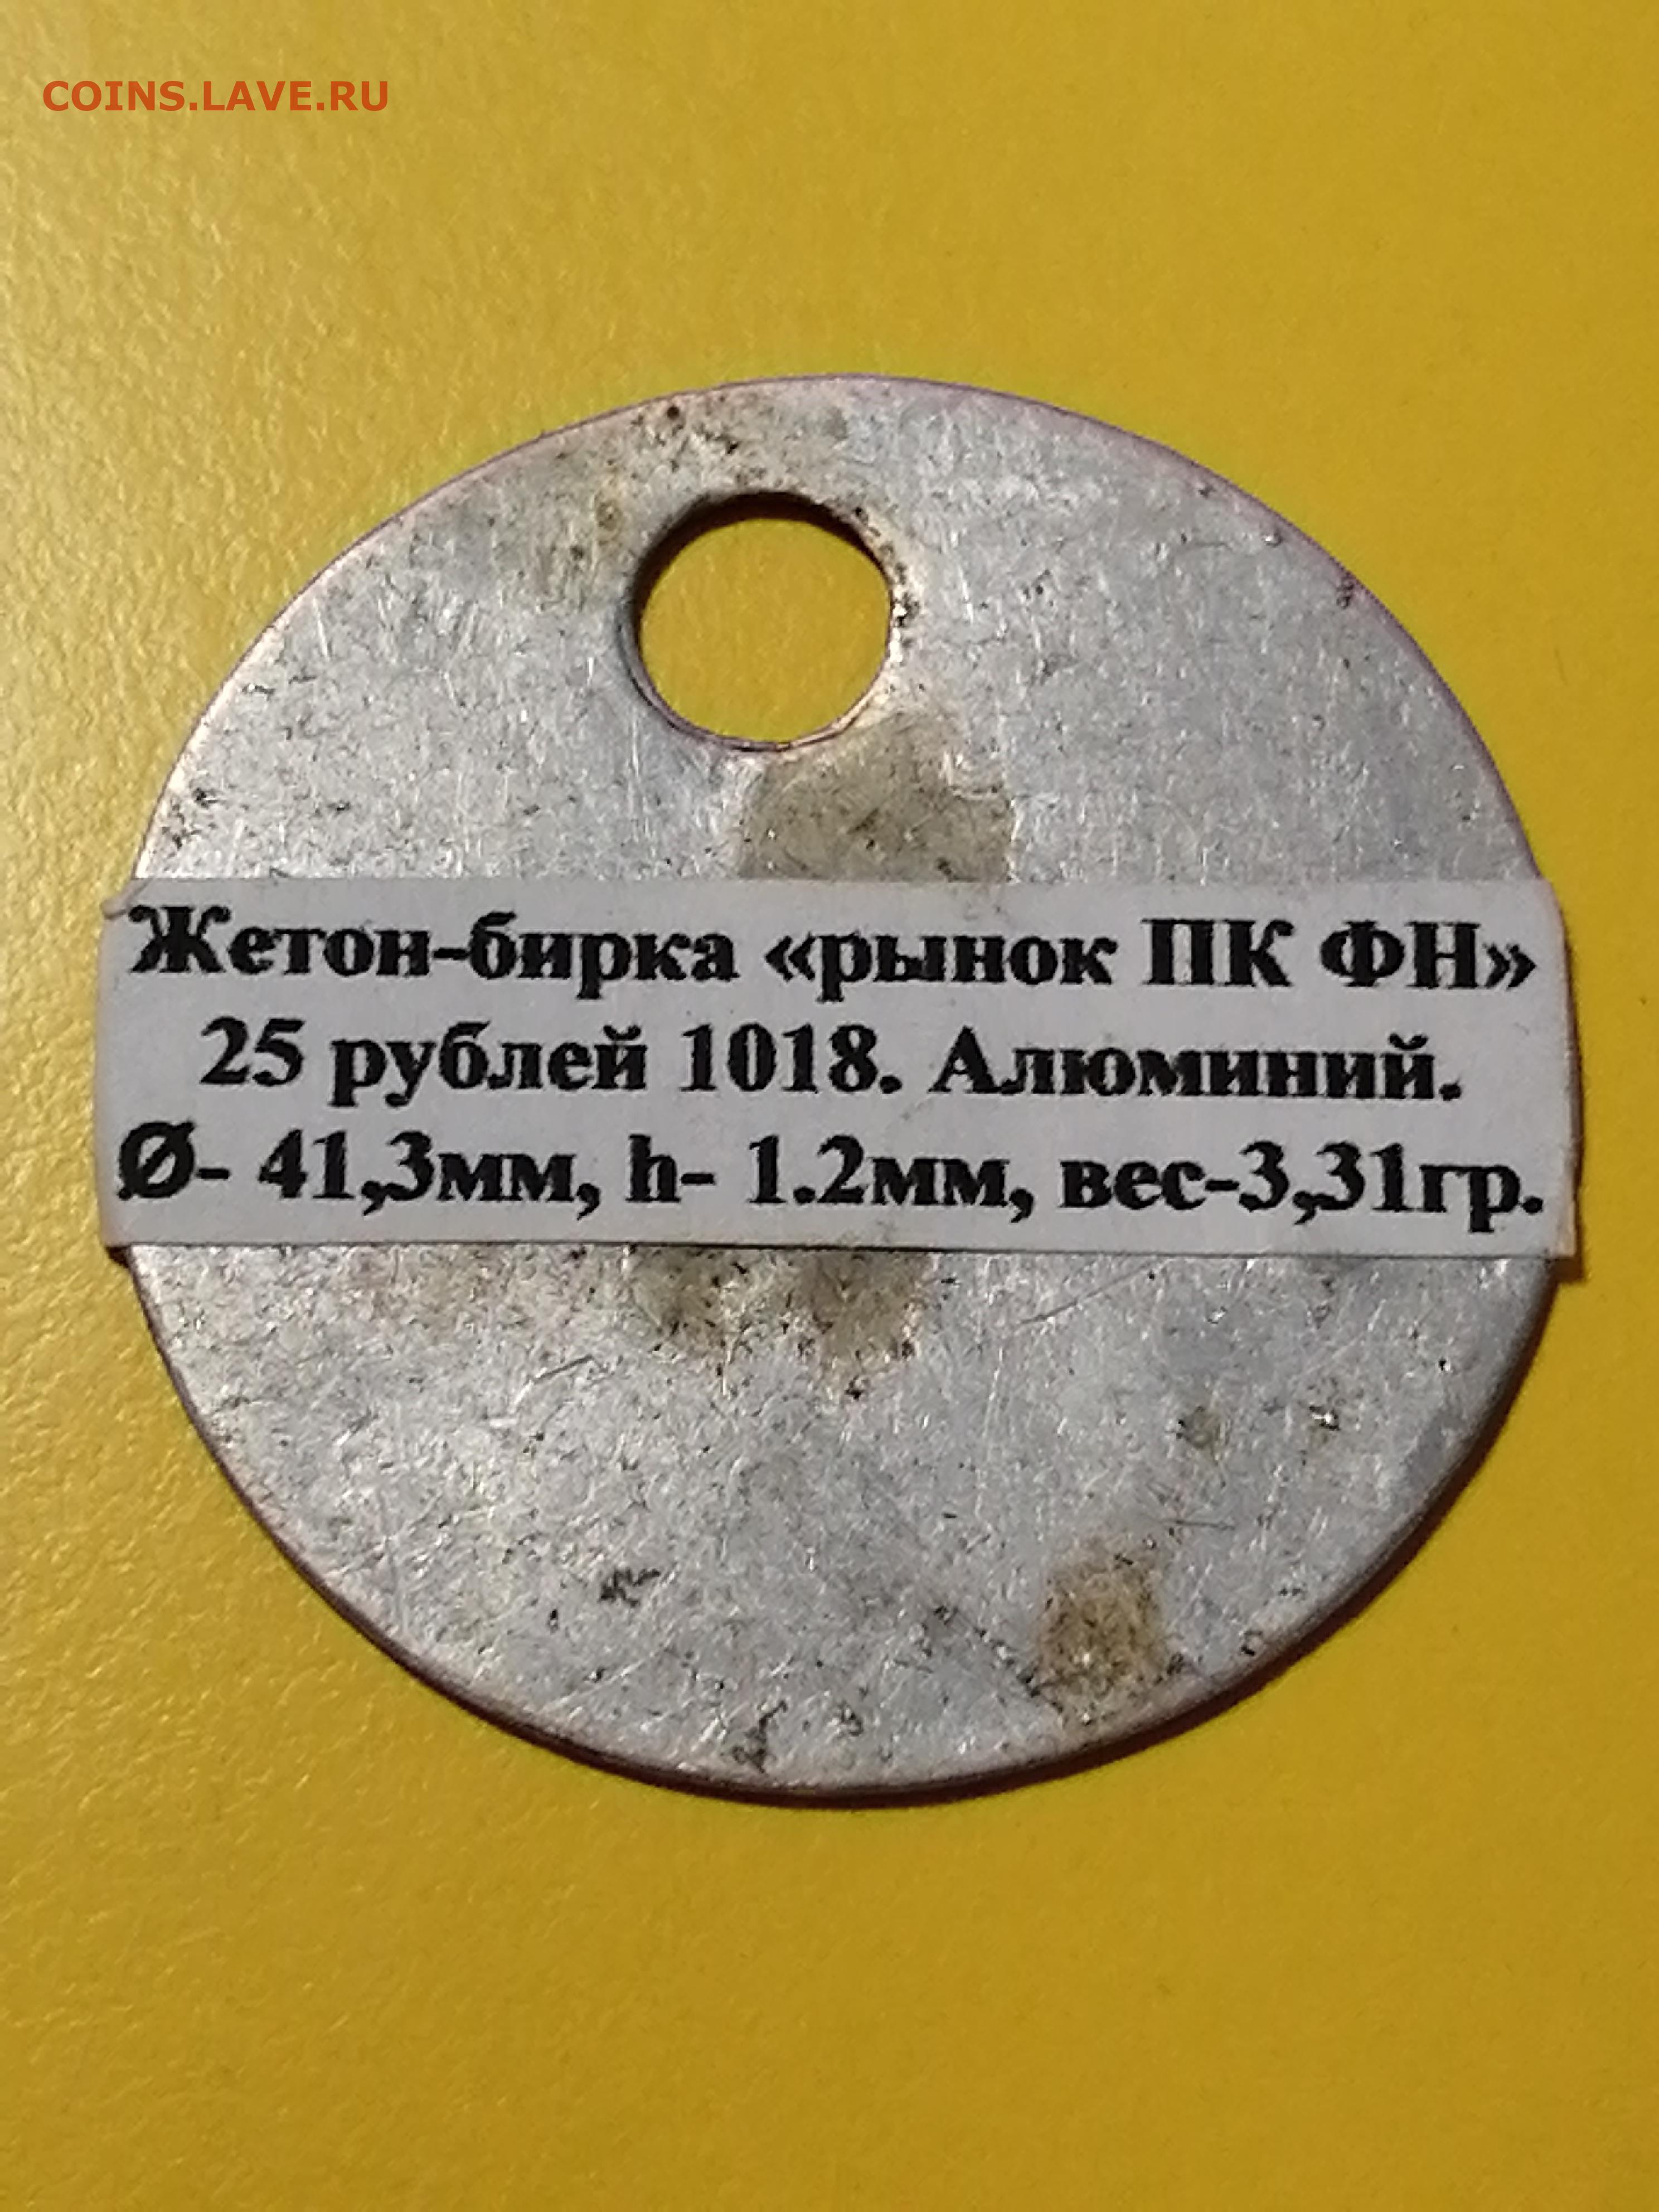 COINS.LAVE.RU
Жетон-бирка «рынок ПК ФН»
25 рублей 1018. Алюминий.
Ø- 41,3мм, h- 1.2мм, вес-3,31гр.